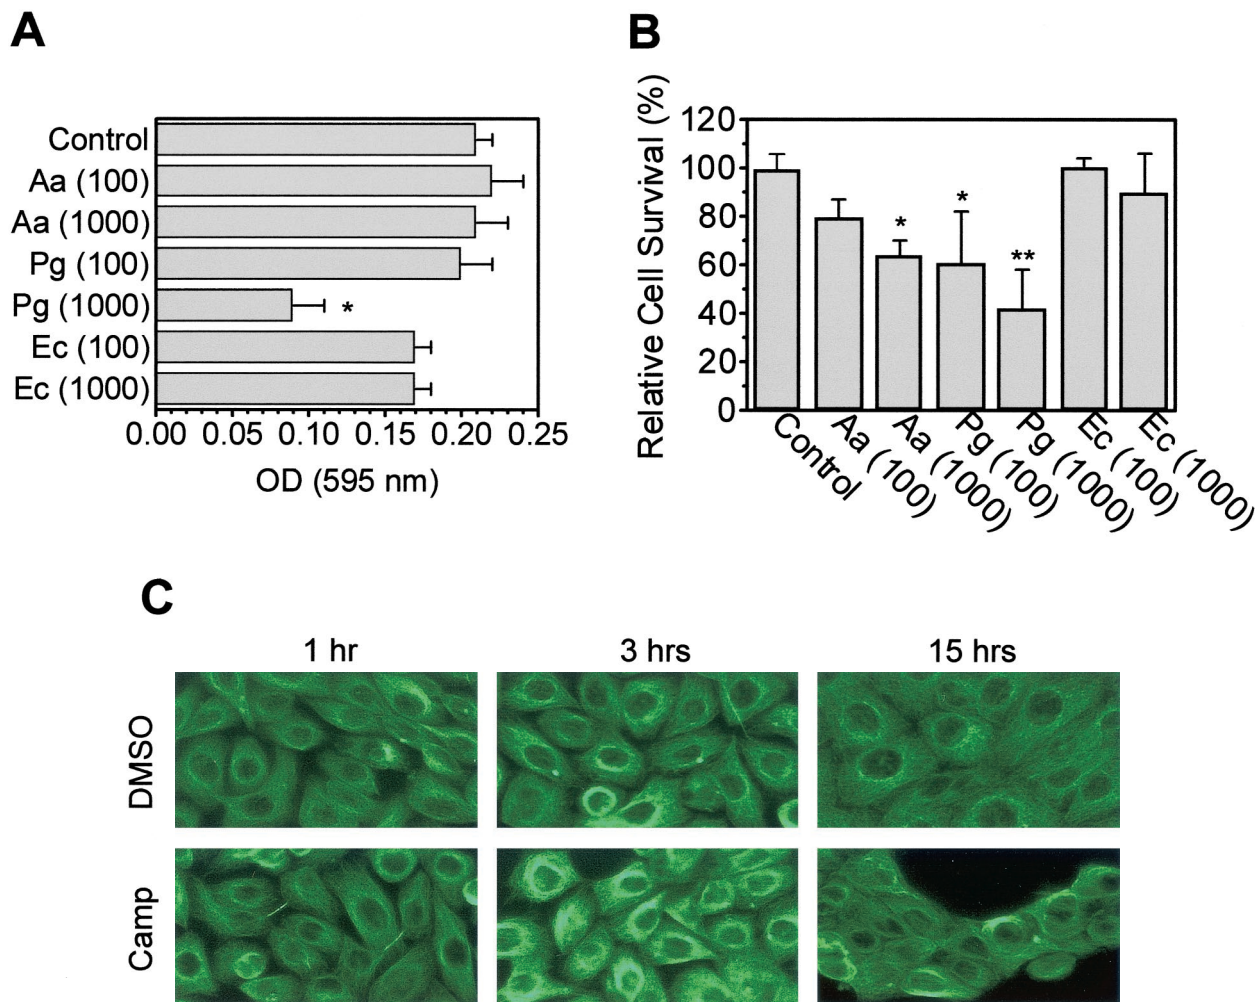 A
Control
Aa (100)
Aa (1000)
Pg (100)
Pg (1000)
*
Ec (100)
Ec (1000)
0.00 0.05 0.10 0.15 0.20 0.25
OD (595 nm)
B
Relative Cell Survival (%)
120
100
80
60
40
20
0
* * **
Control Aa (100) Aa (1000) Pg (100) Pg (1000) Ec (100) Ec (1000)
C
1 hr 3 hrs 15 hrs
DMSO
Camp